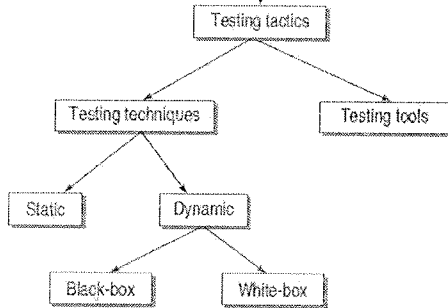 Testing tactics
Testing techniques
Testing tools
Static
Dynamic
Black-box
White-box